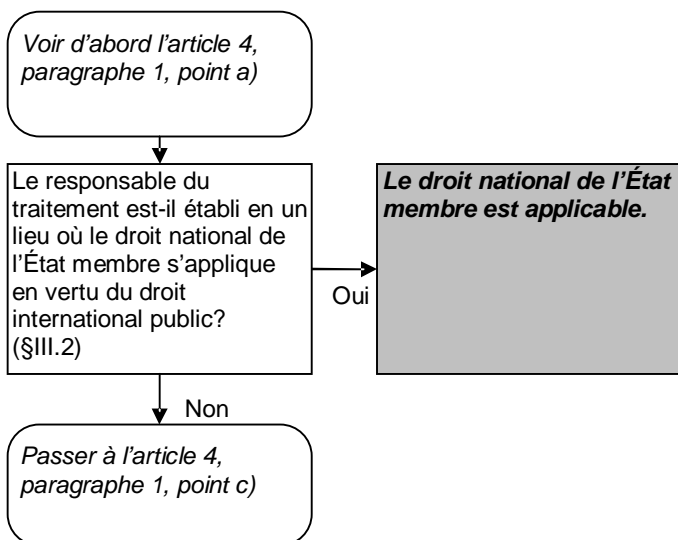 Voir d'abord l'article 4,
paragraphe 1, point a)
Le responsable du
traitement est-il établi en un
lieu où le droit national de
l'État membre s'applique
en vertu du droit
international public?
(§III.2)
Oui
Le droit national de l'État
membre est applicable.
Non
Passer à l'article 4,
paragraphe 1, point c)